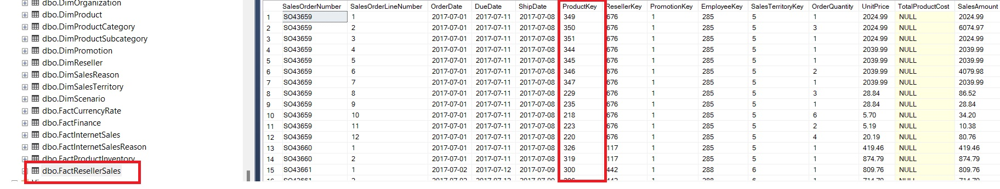 dbo.DimOrganization
dbo.DimProduct
dbo.DimProductCategory
dbo.DimProductSubcategory
dbo.DimPromotion
dbo.DimReseller
dbo.DimSalesReason
dbo.DimSalesTerritory
dbo.DimScenario
dbo.FactCurrencyRate
dbo.FactFinance
dbo.FactInternetSales
dbo.FactInternetSalesReason
dbo.FactProductInventory
dbo.FactResellerSales
SalesOrderNumber SalesOrderLineNumber OrderDate DueDate ShipDate ProductKey ResellerKey PromotionKey EmployeeKey SalesTerritoryKey OrderQuantity UnitPrice TotalProductCost SalesAmount
1 SO43659 1 2017-07-01 2017-07-11 2017-07-08 349 676 1 285 5 1 2024.99 NULL 2024.99
2 SO43659 2 2017-07-01 2017-07-11 2017-07-08 350 676 1 285 5 3 2024.99 NULL 6074.97
3 SO43659 3 2017-07-01 2017-07-11 2017-07-08 351 676 1 285 5 1 2024.99 NULL 2024.99
4 SO43659 4 2017-07-01 2017-07-11 2017-07-08 344 676 1 285 5 1 2039.99 NULL 2039.99
5 SO43659 5 2017-07-01 2017-07-11 2017-07-08 345 676 1 285 5 1 2039.99 NULL 2039.99
6 SO43659 6 2017-07-01 2017-07-11 2017-07-08 346 676 1 285 5 2 2039.99 NULL 4079.98
7 SO43659 7 2017-07-01 2017-07-11 2017-07-08 347 676 1 285 5 1 2039.99 NULL 2039.99
8 SO43659 8 2017-07-01 2017-07-11 2017-07-08 229 676 1 285 5 3 28.84 NULL 86.52
9 SO43659 9 2017-07-01 2017-07-11 2017-07-08 235 676 1 285 5 1 28.84 NULL 28.84
10 SO43659 10 2017-07-01 2017-07-11 2017-07-08 218 676 1 285 5 6 5.70 NULL 34.20
11 SO43659 11 2017-07-01 2017-07-11 2017-07-08 223 676 1 285 5 2 5.19 NULL 10.38
12 SO43659 12 2017-07-01 2017-07-11 2017-07-08 220 676 1 285 5 4 20.19 NULL 80.76
13 SO43660 1 2017-07-01 2017-07-11 2017-07-08 326 117 1 285 5 1 419.46 NULL 419.46
14 SO43660 2 2017-07-01 2017-07-11 2017-07-08 319 117 1 285 5 1 874.79 NULL 874.79
15 SO43661 1 2017-07-02 2017-07-12 2017-07-09 300 442 1 288 6 1 809.76 NULL 809.76